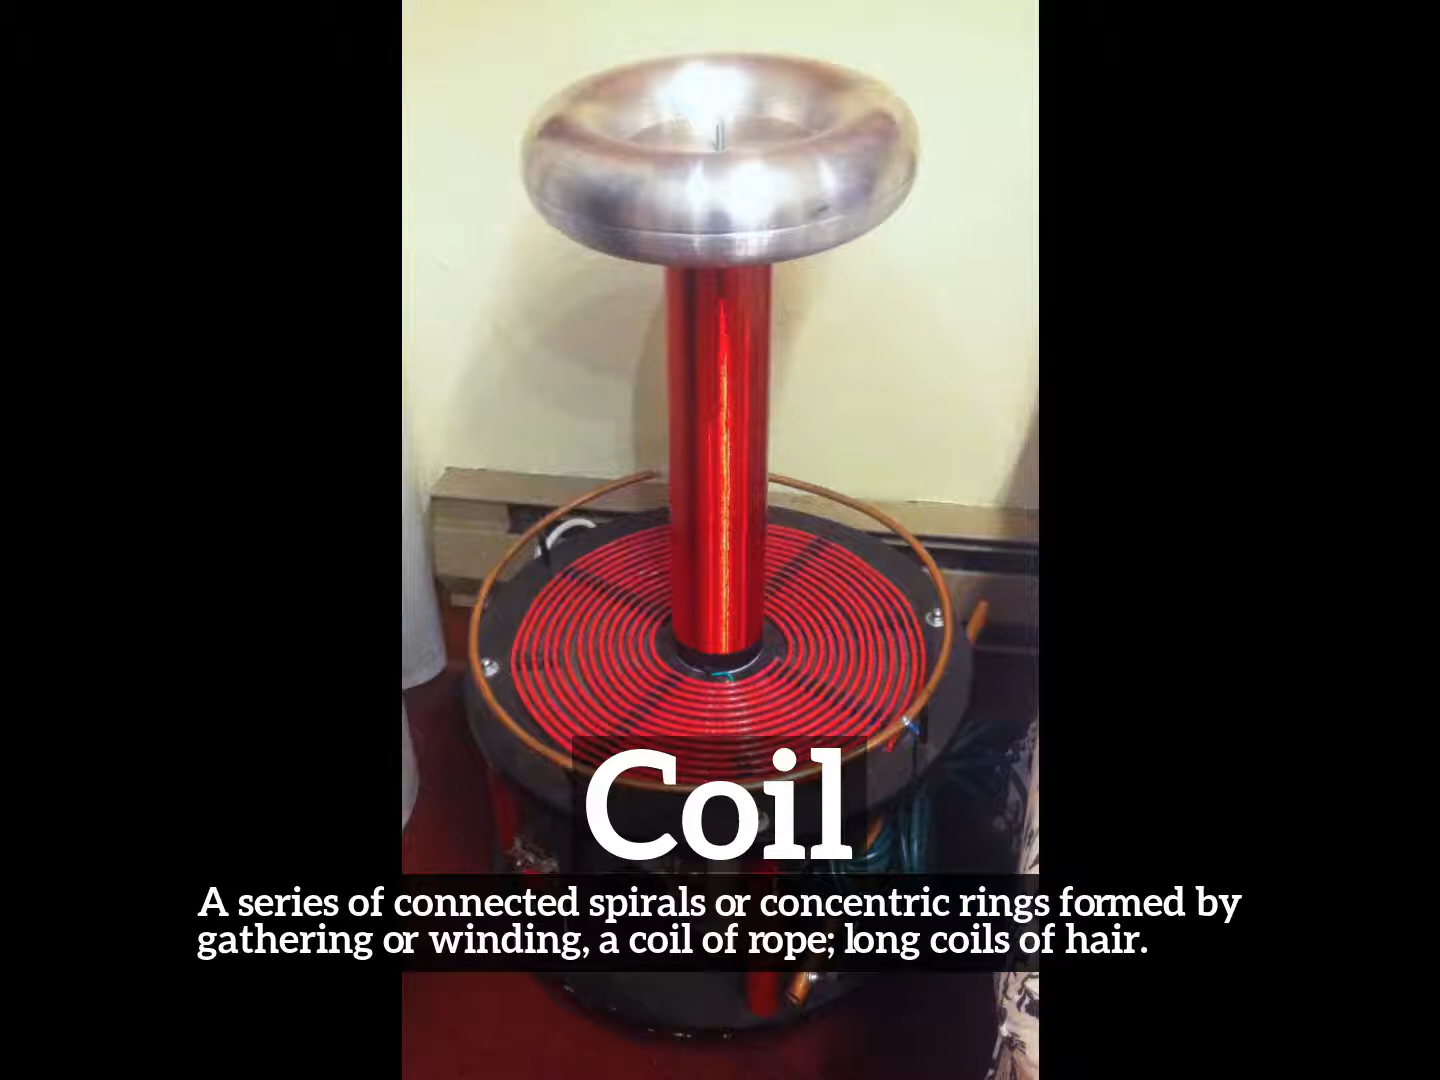 Coil
A series of connected spirals or concentric rings formed by
gathering or winding, a coil of rope; long coils of hair.